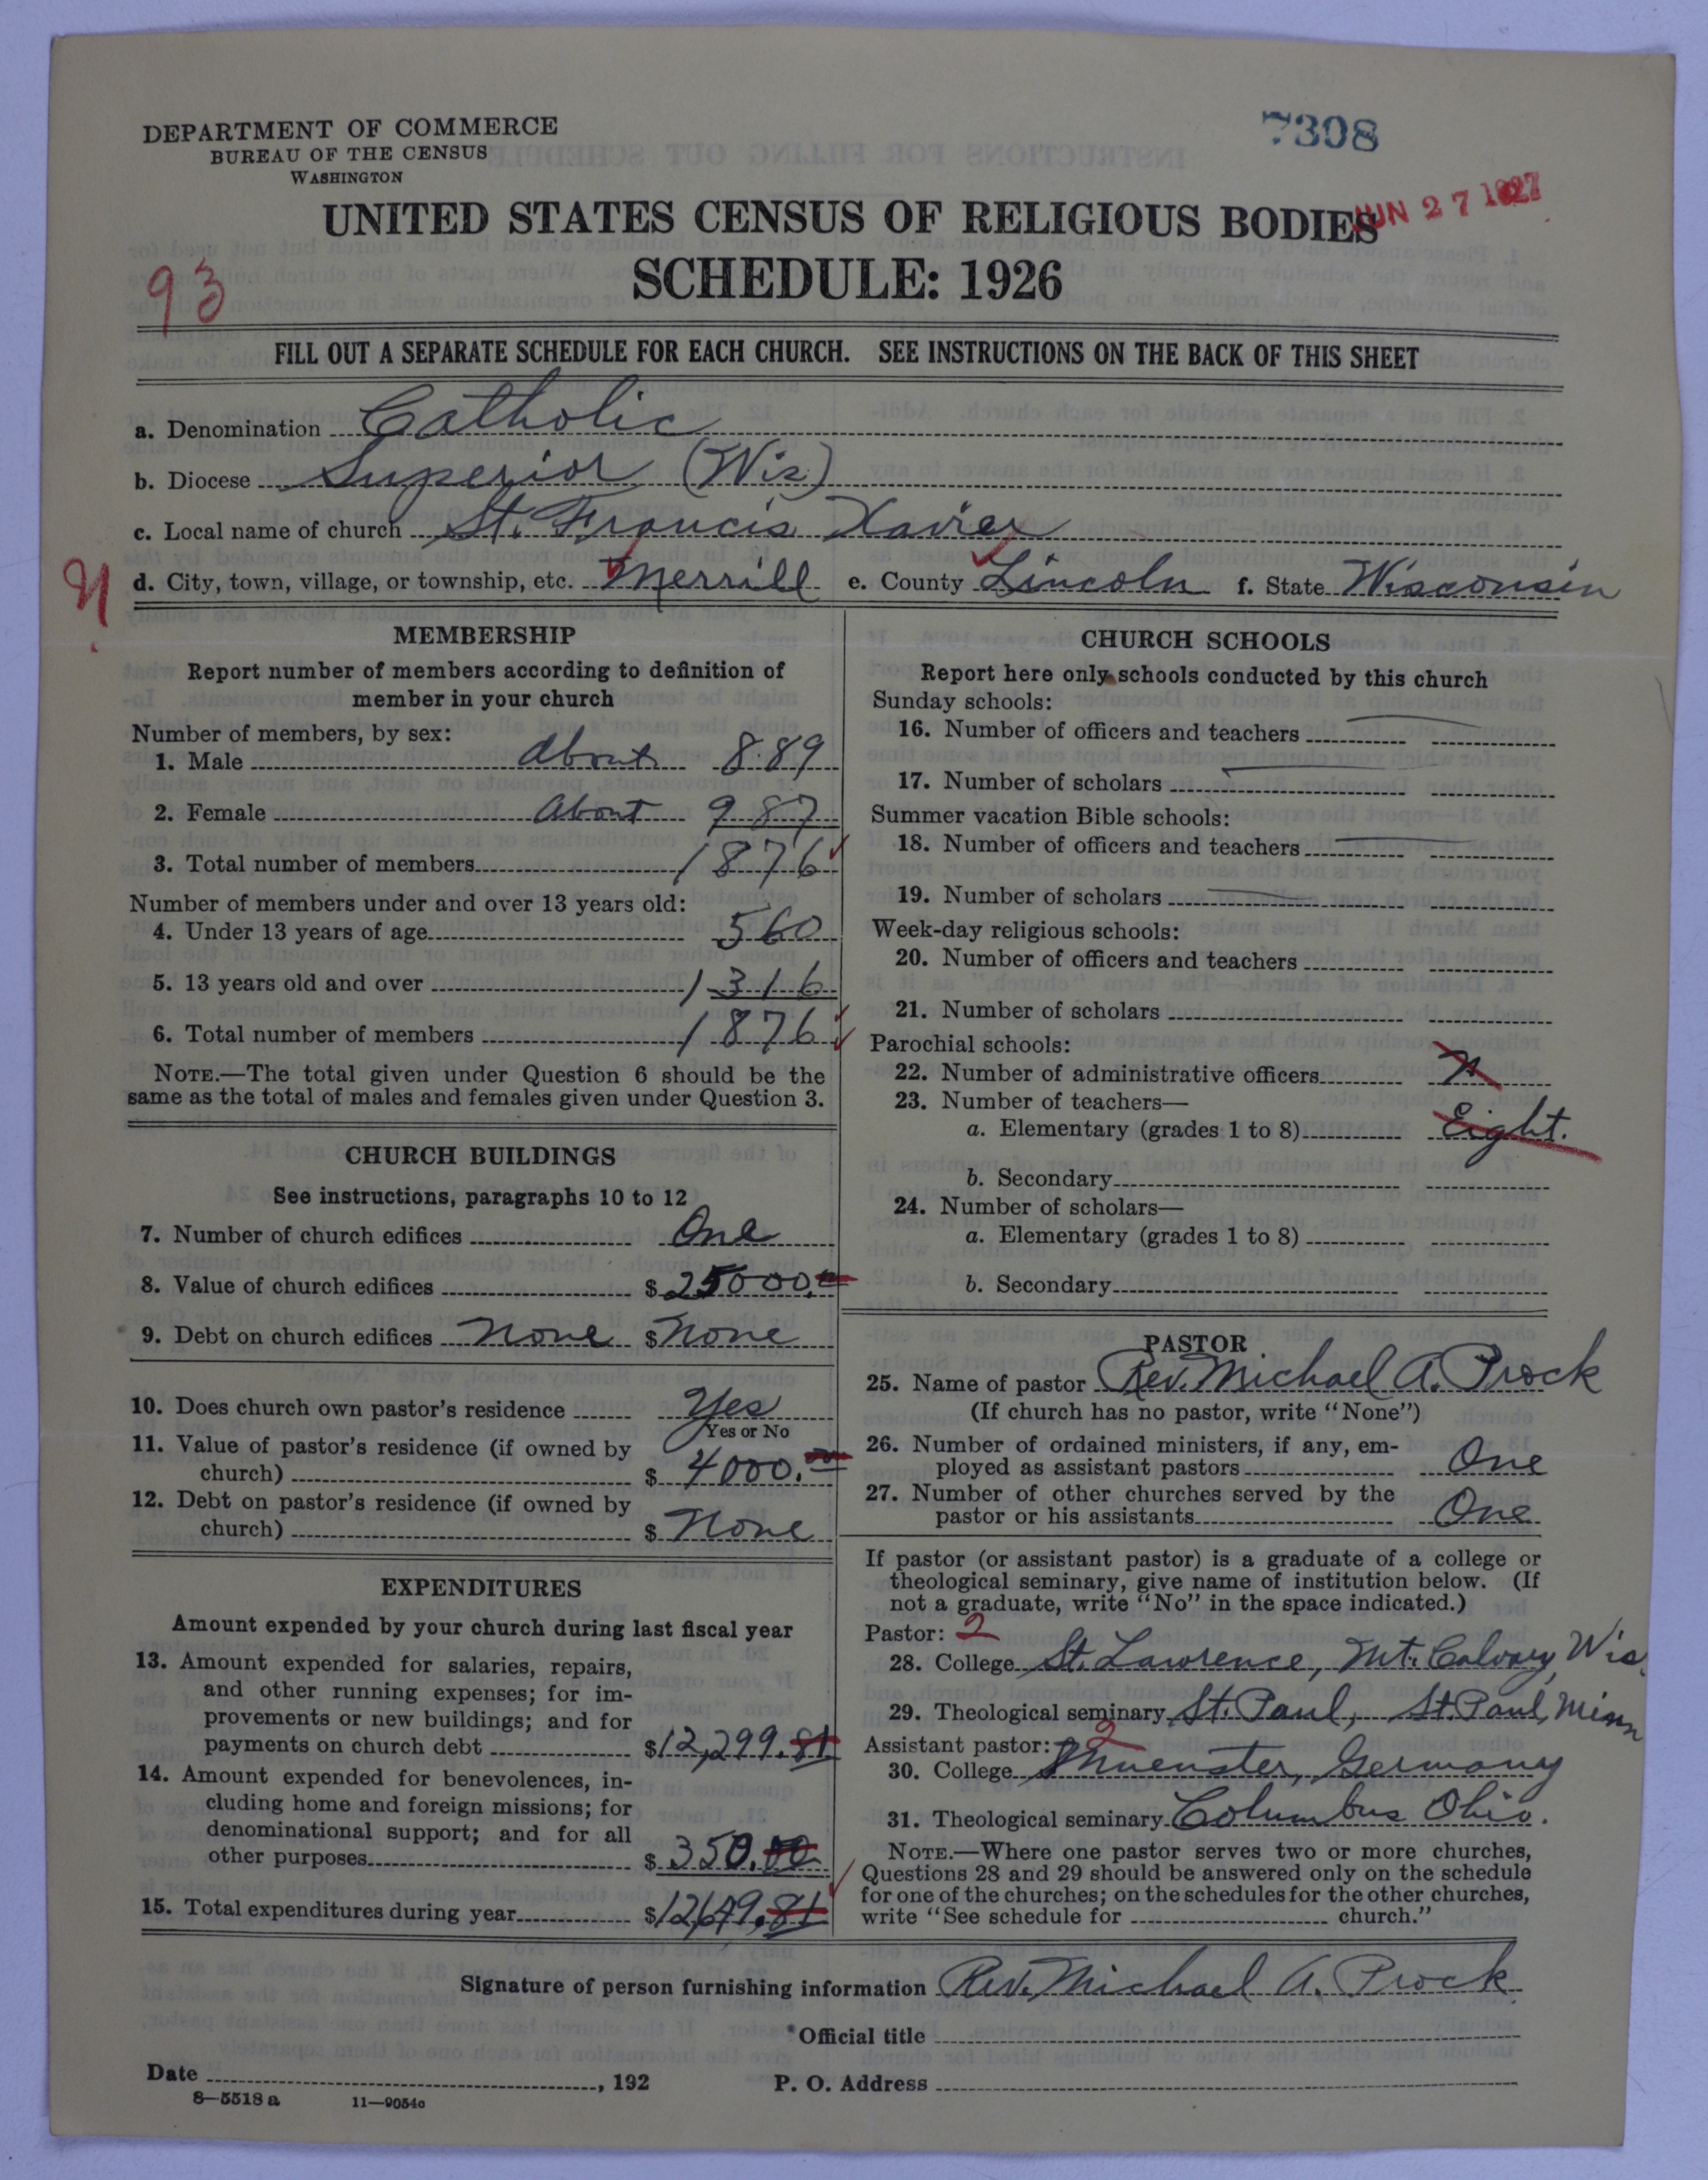 DEPARTMENT OF COMMERCE
BUREAU OF THE CENSUS
WASHINGTON
7308
JUN 27 1927
UNITED STATES CENSUS OF RELIGIOUS BODIES
SCHEDULE: 1926
93
FILL OUT A SEPARATE SCHEDULE FOR EACH CHURCH. SEE INSTRUCTIONS ON THE BACK OF THIS SHEET
a. Denomination Catholic
b. Diocese Superior (Wis)
c. Local name of church St. Francis Xavier
d. City, town, village, or township, etc. Merrill e. County Lincoln f. State Wisconsin
MEMBERSHIP
Report number of members according to definition of
member in your church
Number of members, by sex:
1. Male About 889
2. Female About 987
3. Total number of members 1876
Number of members under and over 13 years old:
4. Under 13 years of age 560
5. 13 years old and over 1316
6. Total number of members 1876
NOTE.—The total given under Question 6 should be the
same as the total of males and females given under Question 3.
CHURCH BUILDINGS
See instructions, paragraphs 10 to 12
7. Number of church edifices One
8. Value of church edifices $ 25000.00
9. Debt on church edifices None $ None
10. Does church own pastor's residence Yes
Yes or No
11. Value of pastor's residence (if owned by
church) $ 4000.00
12. Debt on pastor's residence (if owned by
church) $ None
EXPENDITURES
Amount expended by your church during last fiscal year
13. Amount expended for salaries, repairs,
and other running expenses; for im-
provements or new buildings; and for
payments on church debt $12,299.81
14. Amount expended for benevolences, in-
cluding home and foreign missions; for
denominational support; and for all
other purposes $ 350.00
15. Total expenditures during year $12,649.81
CHURCH SCHOOLS
Report here only schools conducted by this church
Sunday schools:
16. Number of officers and teachers
17. Number of scholars
Summer vacation Bible schools:
18. Number of officers and teachers
19. Number of scholars
Week-day religious schools:
20. Number of officers and teachers
21. Number of scholars
Parochial schools:
22. Number of administrative officers
23. Number of teachers—
a. Elementary (grades 1 to 8) Eight.
b. Secondary
24. Number of scholars—
a. Elementary (grades 1 to 8)
b. Secondary
PASTOR
25. Name of pastor Rev. Michael A. Prock
(If church has no pastor, write "None")
26. Number of ordained ministers, if any, em-
ployed as assistant pastors One
27. Number of other churches served by the
pastor or his assistants One
If pastor (or assistant pastor) is a graduate of a college or
theological seminary, give name of institution below. (If
not a graduate, write "No" in the space indicated.)
Pastor: 2
28. College St. Lawrence, Mt. Calvary, Wis.
29. Theological seminary St. Paul, St. Paul, Minn
Assistant pastor: 2
30. College Muenster, Germany
31. Theological seminary Columbus Ohio.
NOTE.—Where one pastor serves two or more churches,
Questions 28 and 29 should be answered only on the schedule
for one of the churches; on the schedules for the other churches,
write "See schedule for church."
Signature of person furnishing information Rev. Michael A. Prock
Official title
Date , 192 P. O. Address
8—5518 a 11—9054c